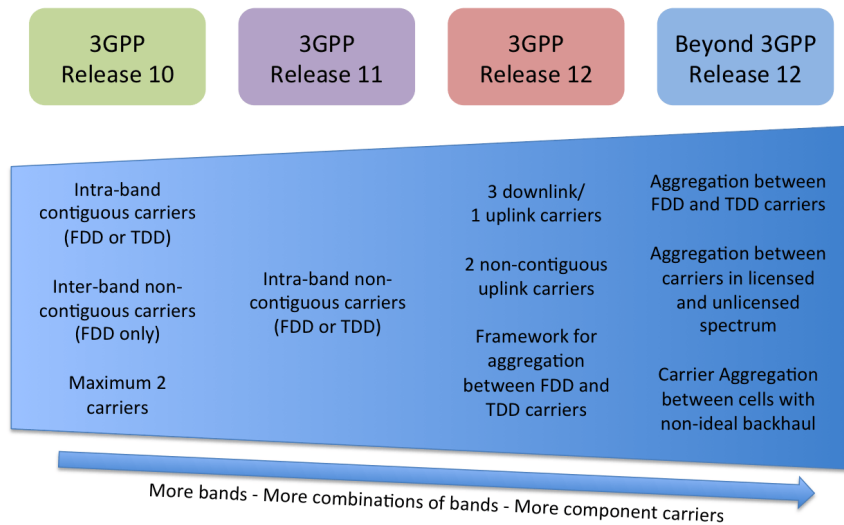 3GPP
Release 10
3GPP
Release 11
3GPP
Release 12
Beyond 3GPP
Release 12
Intra-band
contiguous carriers
(FDD or TDD)
Inter-band non-
contiguous carriers
(FDD only)
Maximum 2
carriers
Intra-band non-
contiguous carriers
(FDD or TDD)
3 downlink/
1 uplink carriers
2 non-contiguous
uplink carriers
Framework for
aggregation
between FDD and
TDD carriers
Aggregation between
FDD and TDD carriers
Aggregation between
carriers in licensed
and unlicensed
spectrum
Carrier Aggregation
between cells with
non-ideal backhaul
More bands - More combinations of bands - More component carriers